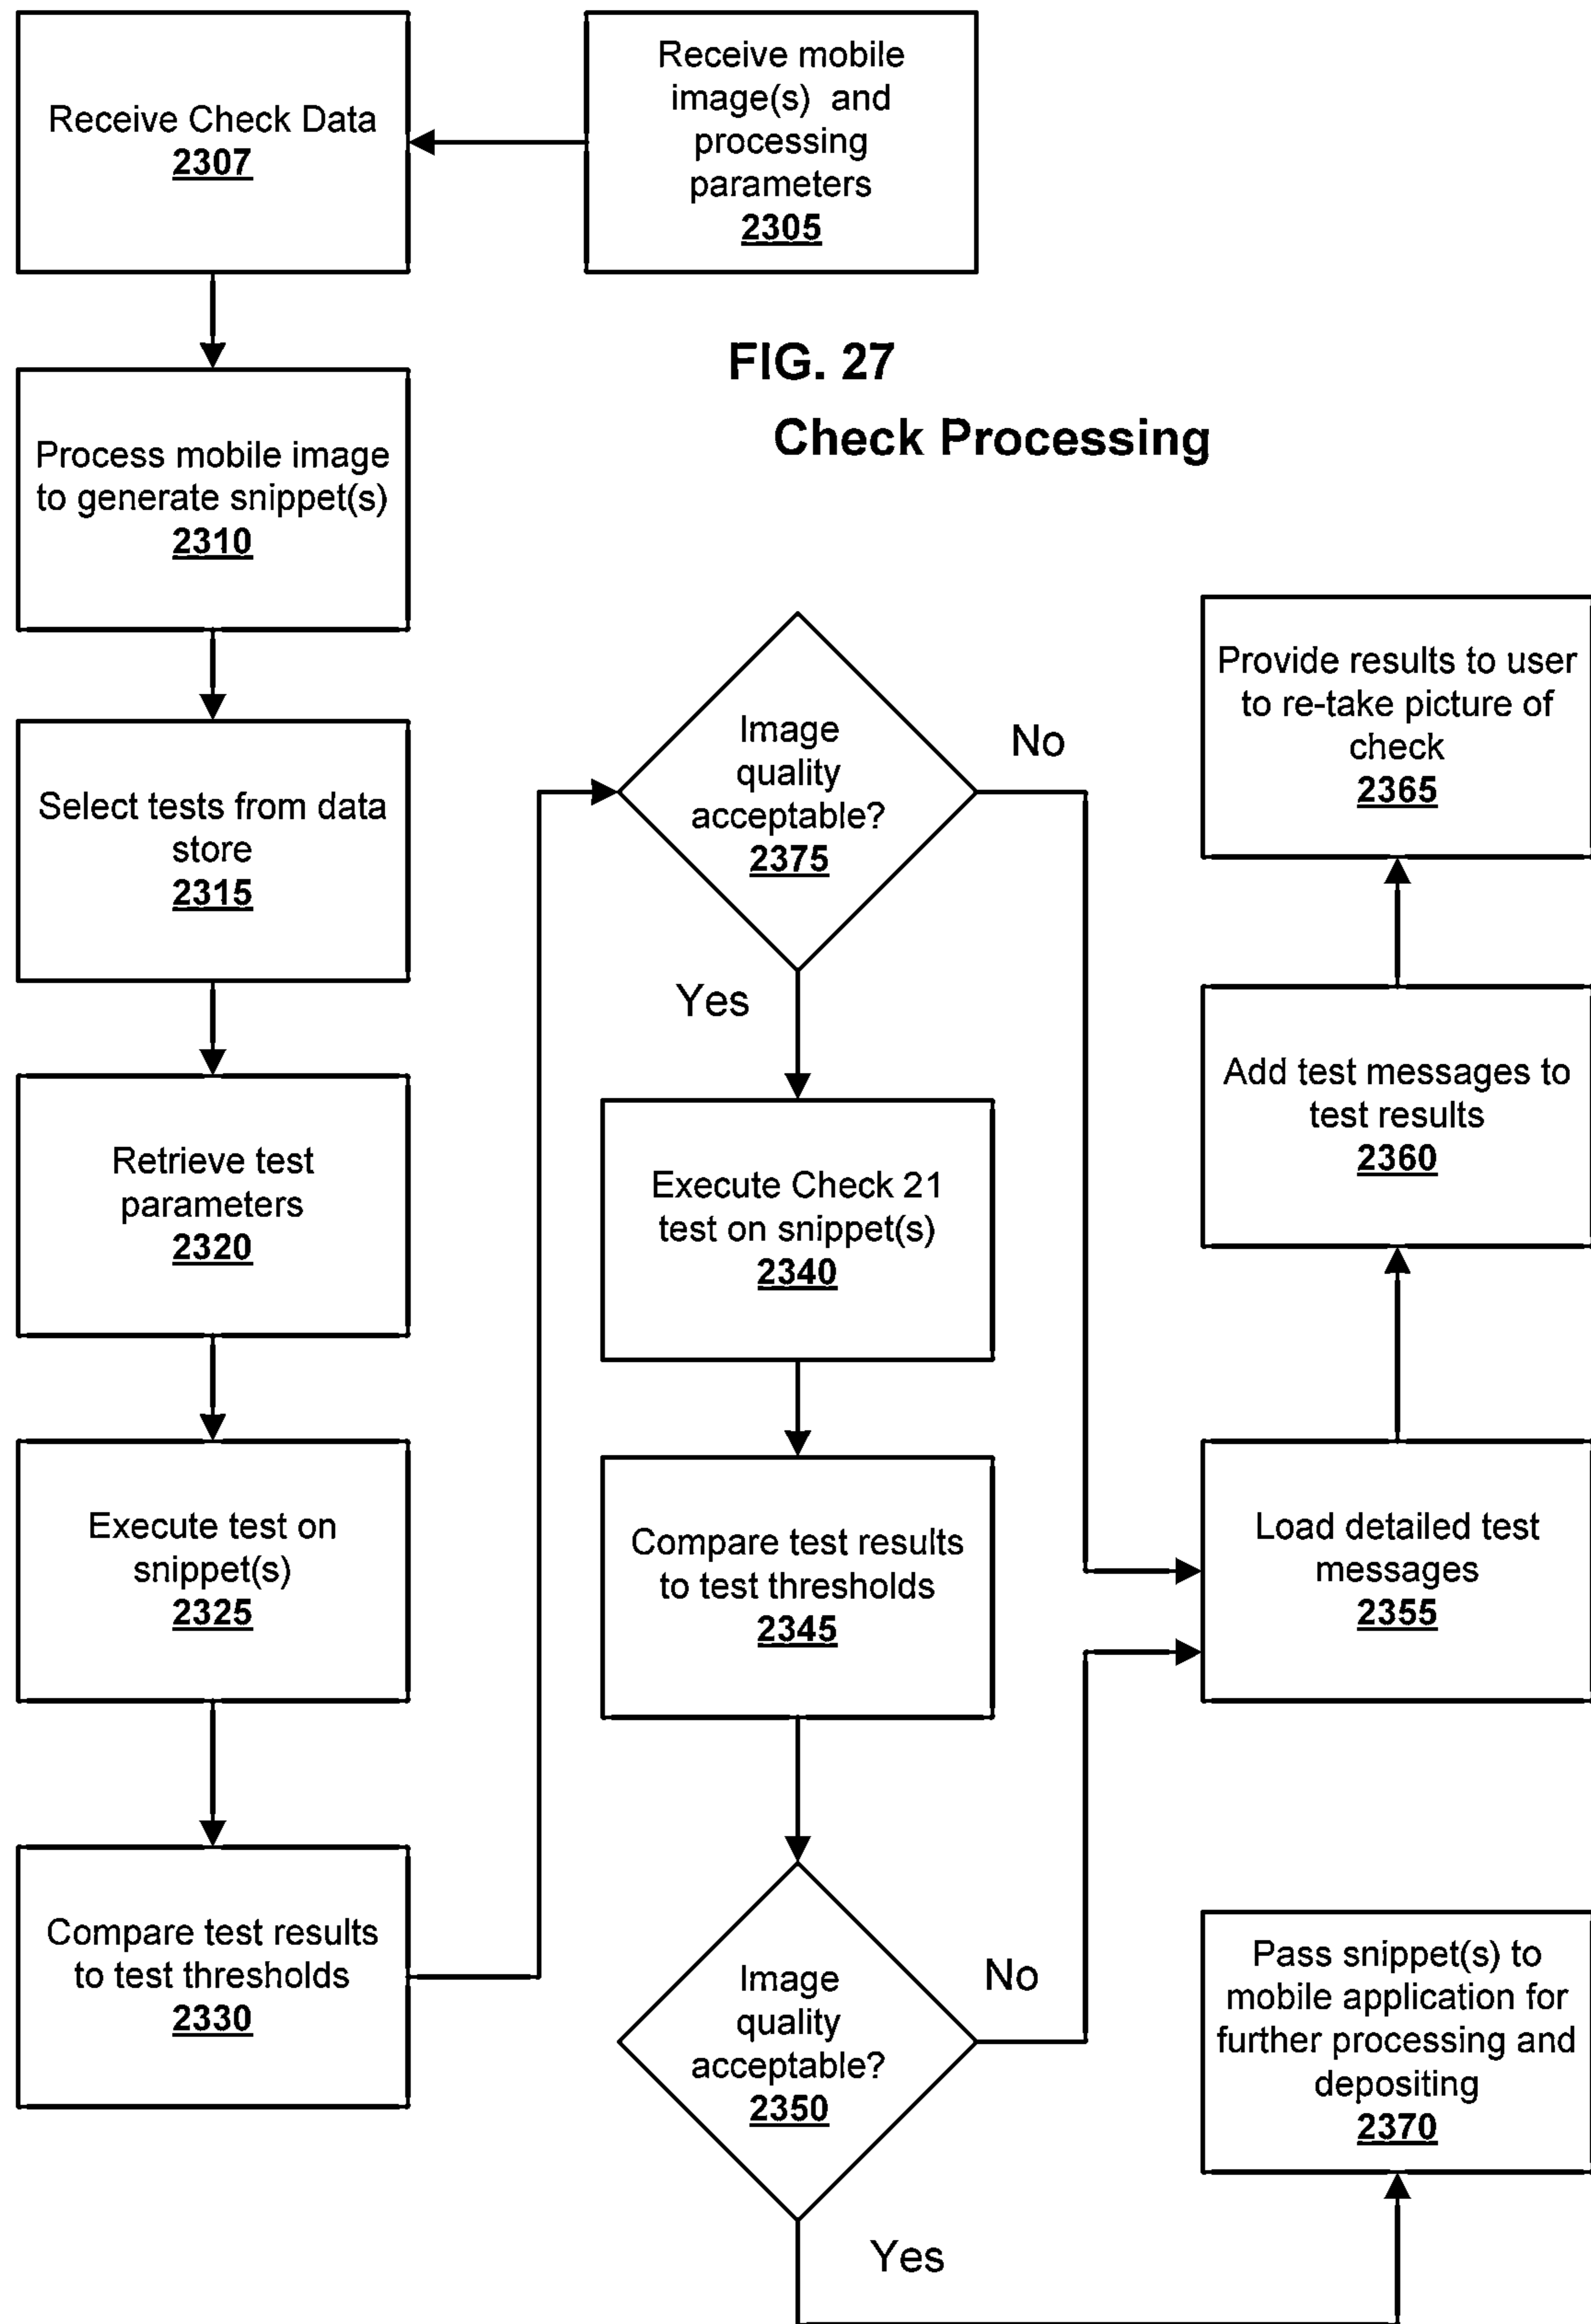 Receive Check Data
2307
Receive mobile
image(s) and
processing
parameters
2305
FIG. 27
Check Processing
Process mobile image
to generate snippet(s)
2310
Select tests from data
store
2315
Retrieve test
parameters
2320
Execute test on
snippet(s)
2325
Compare test results
to test thresholds
2330
Image
quality
acceptable?
2375
No
Yes
Execute Check 21
test on snippet(s)
2340
Compare test results
to test thresholds
2345
Image
quality
acceptable?
2350
No
Yes
Provide results to user
to re-take picture of
check
2365
Add test messages to
test results
2360
Load detailed test
messages
2355
Pass snippet(s) to
mobile application for
further processing and
depositing
2370